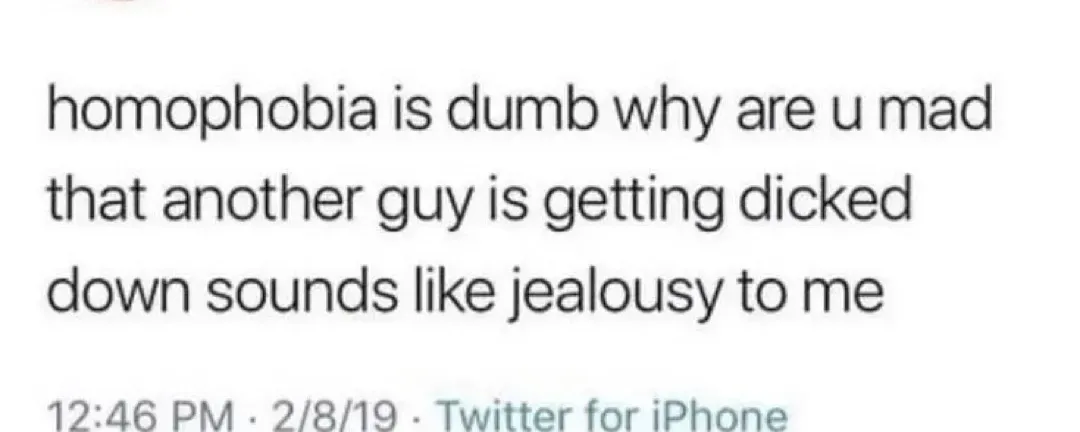 homophobia is dumb why are u mad
that another guy is getting dicked
down sounds like jealousy to me
12:46 PM · 2/8/19 · Twitter for iPhone